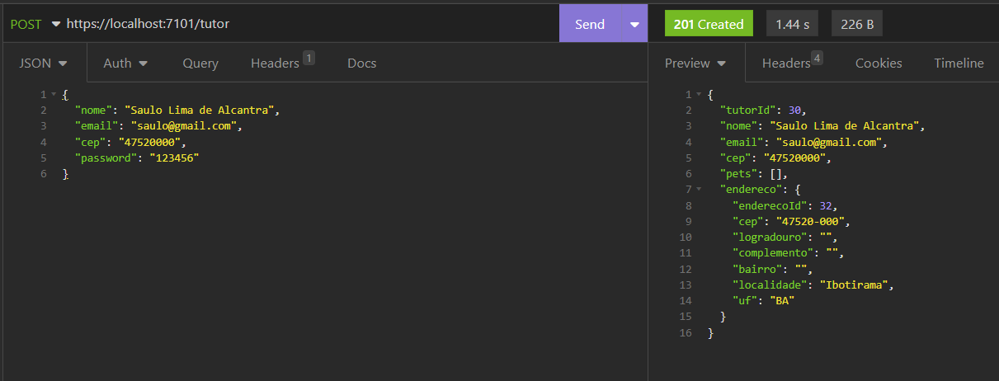 POST https://localhost:7101/tutor Send 201 Created 1.44 s 226 B
JSON Auth Query Headers 1 Docs Preview Headers 4 Cookies Timeline
1 {
2 "nome": "Saulo Lima de Alcantra",
3 "email": "saulo@gmail.com",
4 "cep": "47520000",
5 "password": "123456"
6 }
1 {
2 "tutorId": 30,
3 "nome": "Saulo Lima de Alcantra",
4 "email": "saulo@gmail.com",
5 "cep": "47520000",
6 "pets": [],
7 "endereco": {
8 "enderecoId": 32,
9 "cep": "47520-000",
10 "logradouro": "",
11 "complemento": "",
12 "bairro": "",
13 "localidade": "Ibotirama",
14 "uf": "BA"
15 }
16 }